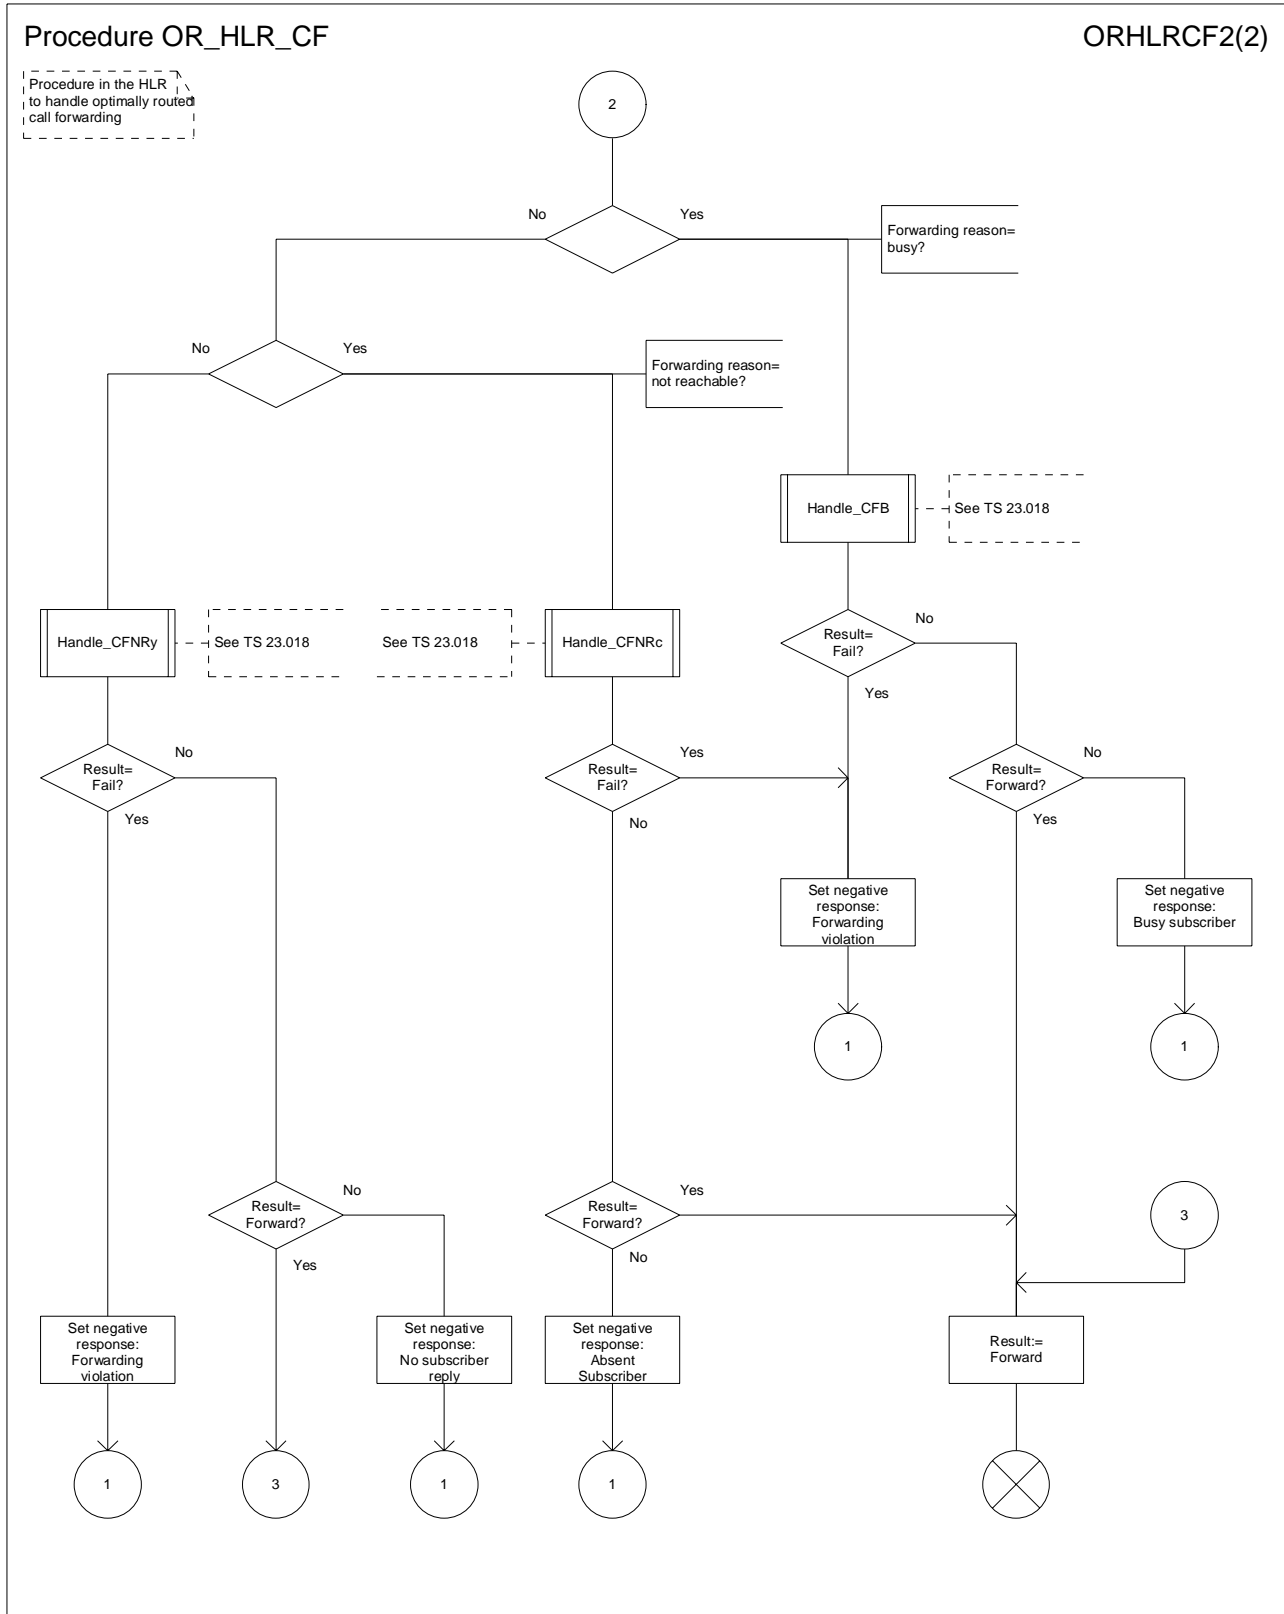 Procedure OR_HLR_CF
ORHLRCF2(2)
Procedure in the HLR
to handle optimally routed
call forwarding
2
No
Yes
Forwarding reason=
busy?
No
Yes
Forwarding reason=
not reachable?
Handle_CFB
See TS 23.018
Handle_CFNRy
See TS 23.018
See TS 23.018
Handle_CFNRc
Result=
Fail?
No
Yes
Result=
Fail?
No
Yes
Result=
Fail?
Yes
No
Result=
Forward?
No
Yes
Set negative
response:
Forwarding
violation
Set negative
response:
Busy subscriber
1
1
Result=
Forward?
No
Yes
Result=
Forward?
Yes
No
3
Set negative
response:
Forwarding
violation
Set negative
response:
No subscriber
reply
Set negative
response:
Absent
Subscriber
Result:=
Forward
1
3
1
1